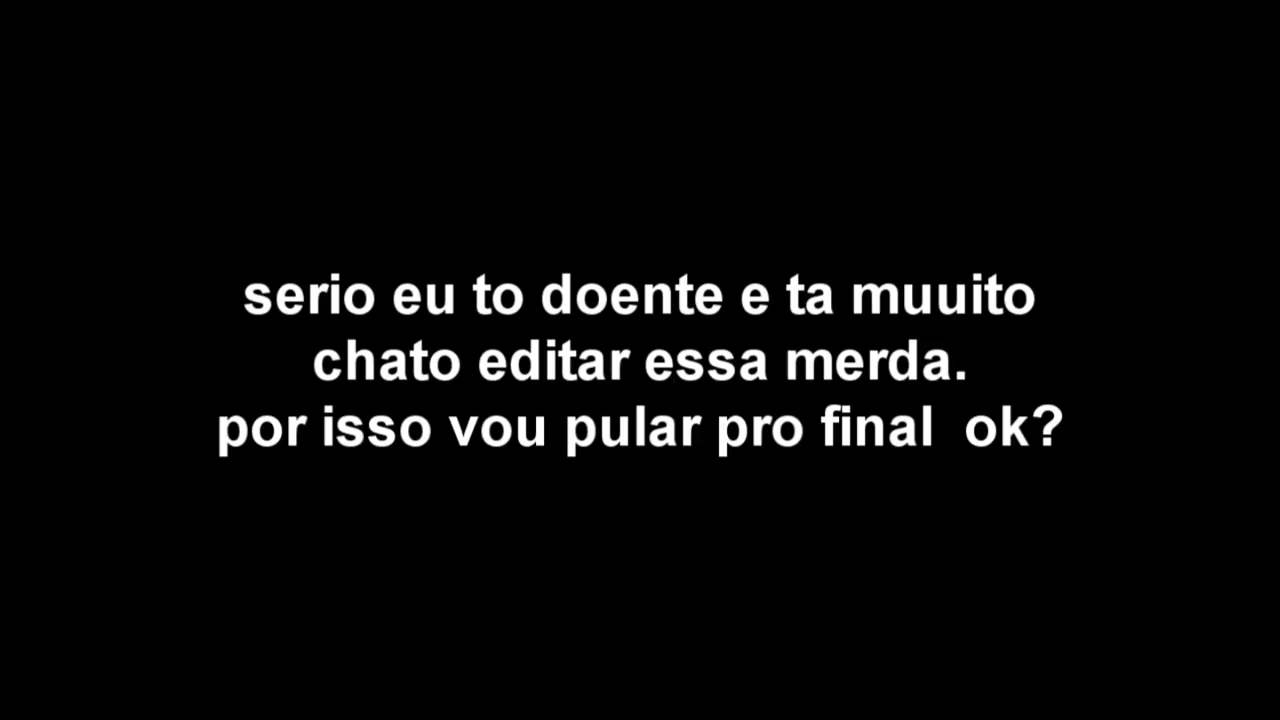 serio eu to doente e ta muuito
chato editar essa merda.
por isso vou pular pro final  ok?